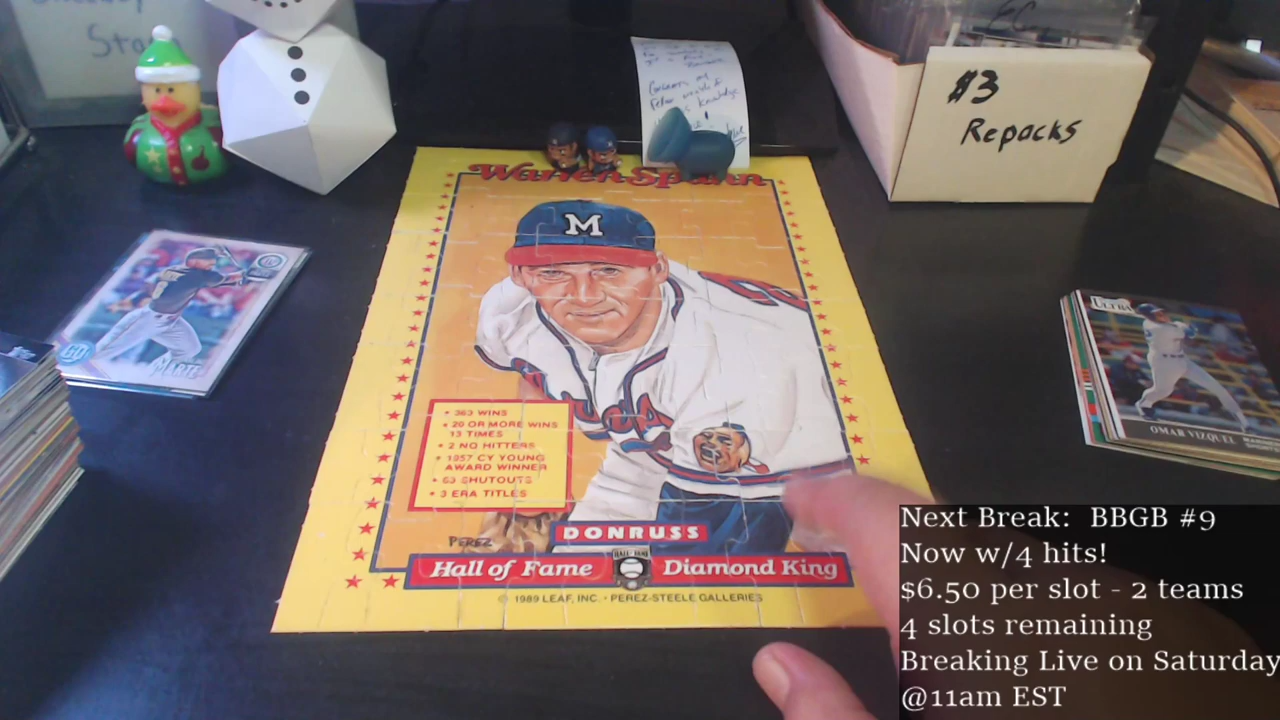 Sta
$3
Repacks
Warren Spahn
M
• 363 WINS
• 20 OR MORE WINS
13 TIMES
• 2 NO HITTERS
• 1957 CY YOUNG
AWARD WINNER
• 63 SHUTOUTS
• 3 ERA TITLES
PEREZ
DONRUSS
Hall of Fame
Diamond King
© 1989 LEAF, INC. • PEREZ-STEELE GALLERIES
MARTE
ULTRA
OMAR VIZQUEL
Next Break: BBGB #9
Now w/4 hits!
$6.50 per slot - 2 teams
4 slots remaining
Breaking Live on Saturday
@11am EST